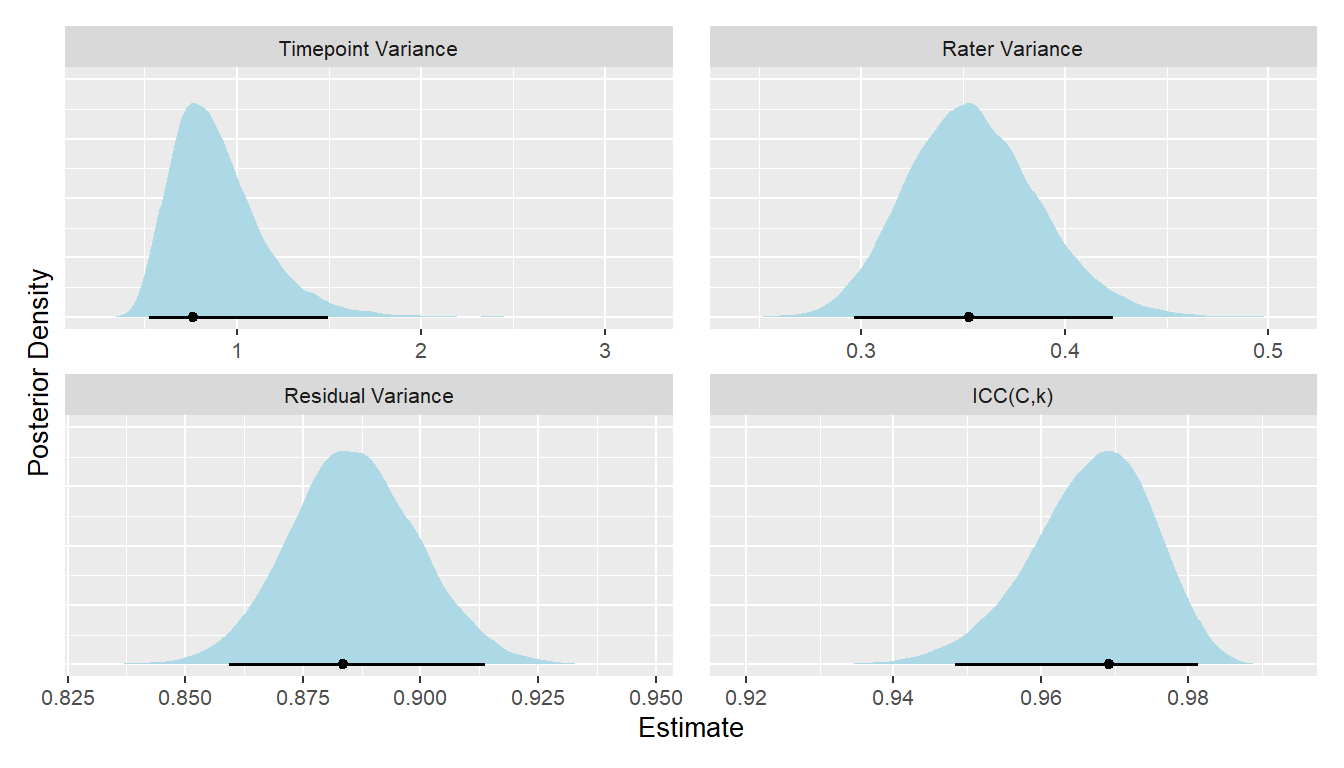 Timepoint Variance
Rater Variance
1 2 3
0.3 0.4 0.5
Residual Variance
ICC(C,k)
0.825 0.850 0.875 0.900 0.925 0.950
0.92 0.94 0.96 0.98
Posterior Density
Estimate